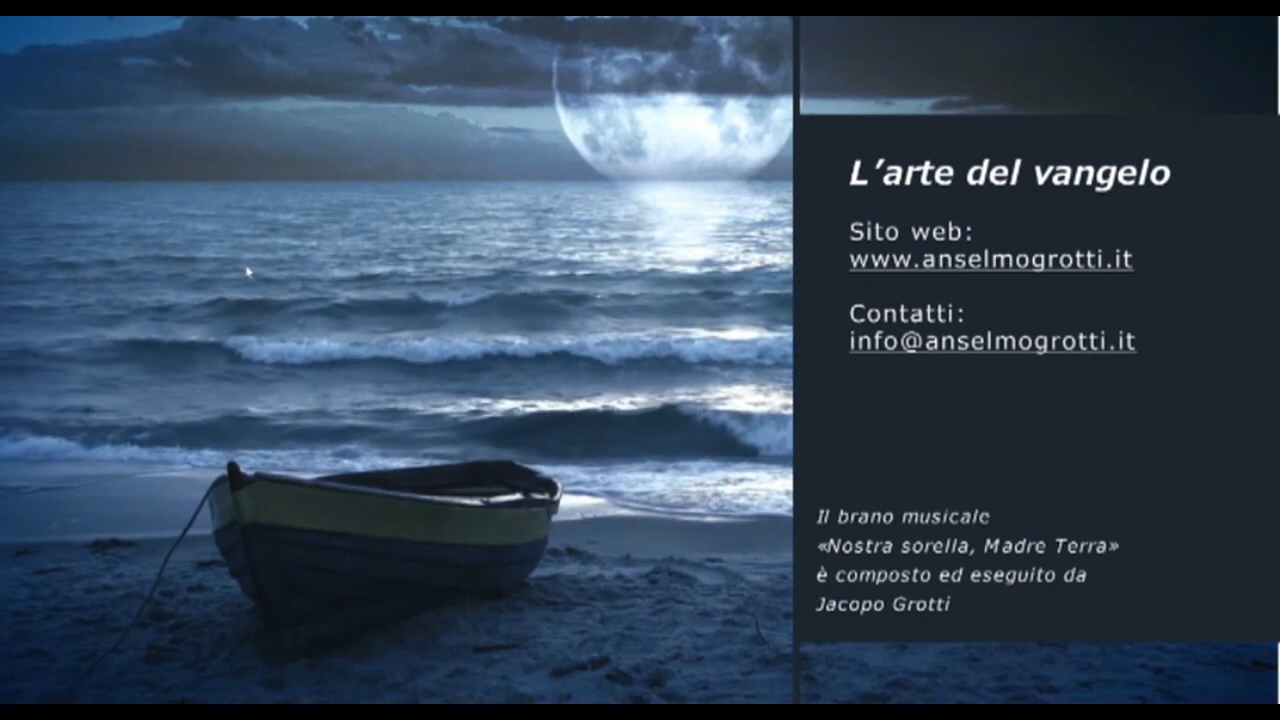 L’arte del vangelo
Sito web:
www.anselmogrotti.it
Contatti:
info@anselmogrotti.it
Il brano musicale
«Nostra sorella, Madre Terra»
è composto ed eseguito da
Jacopo Grotti